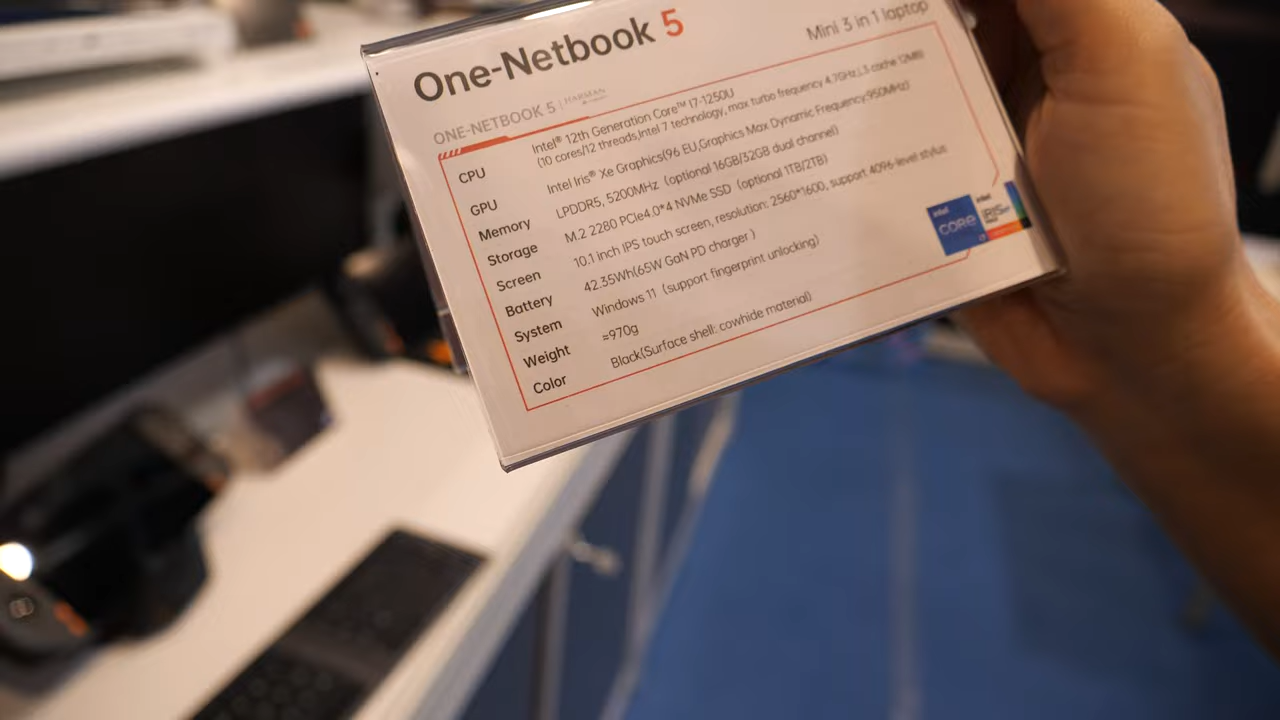 One-Netbook 5
Mini 3 in 1 laptop
ONE-NETBOOK 5 | HARMAN
CPU Intel® 12th Generation Core™ I7-1250U
(10 cores/12 threads,Intel 7 technology, max turbo frequency 4.7GHz,L3 cache 12MB)
GPU Intel Iris® Xe Graphics(96 EU,Graphics Max Dynamic Frequency:950MHz)
Memory LPDDR5, 5200MHz (optional 16GB/32GB dual channel)
Storage M.2 2280 PCIe4.0*4 NVMe SSD (optional 1TB/2TB)
Screen 10.1 inch IPS touch screen, resolution: 2560*1600, support 4096-level stylus
Battery 42.35Wh(65W GaN PD charger )
System Windows 11 (support fingerprint unlocking)
Weight ≈970g
Color Black(Surface shell: cowhide material)
intel CORE
intel IRIS xe